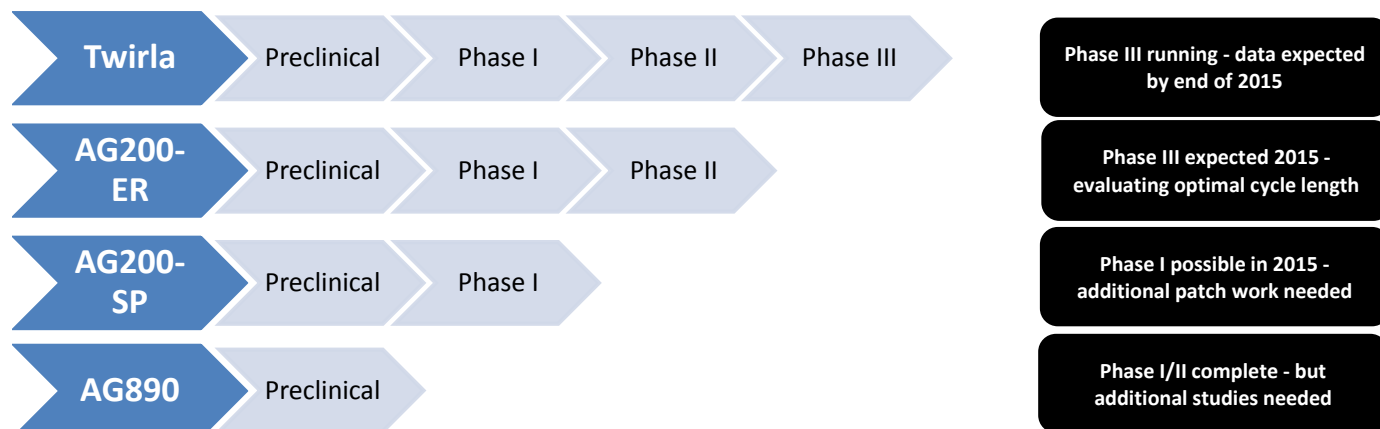 Twirla Preclinical Phase I Phase II Phase III
Phase III running - data expected
by end of 2015
AG200-
ER
Preclinical Phase I Phase II
Phase III expected 2015 -
evaluating optimal cycle length
AG200-
SP
Preclinical Phase I
Phase I possible in 2015 -
additional patch work needed
AG890 Preclinical
Phase I/II complete - but
additional studies needed